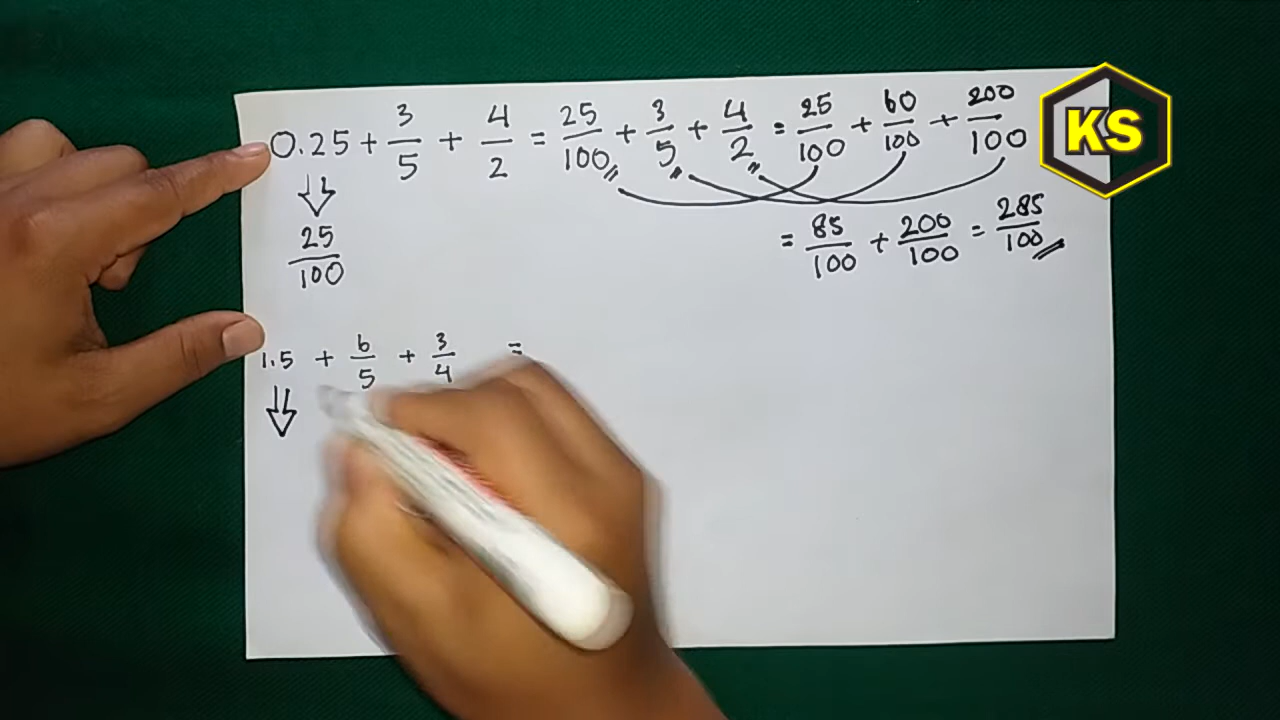 0.25 + 3/5 + 4/2 = 25/100 + 3/5 + 4/2 = 25/100 + 60/100 + 200/100
25/100
= 85/100 + 200/100 = 285/100
1.5 + 6/5 + 3/4 =
KS